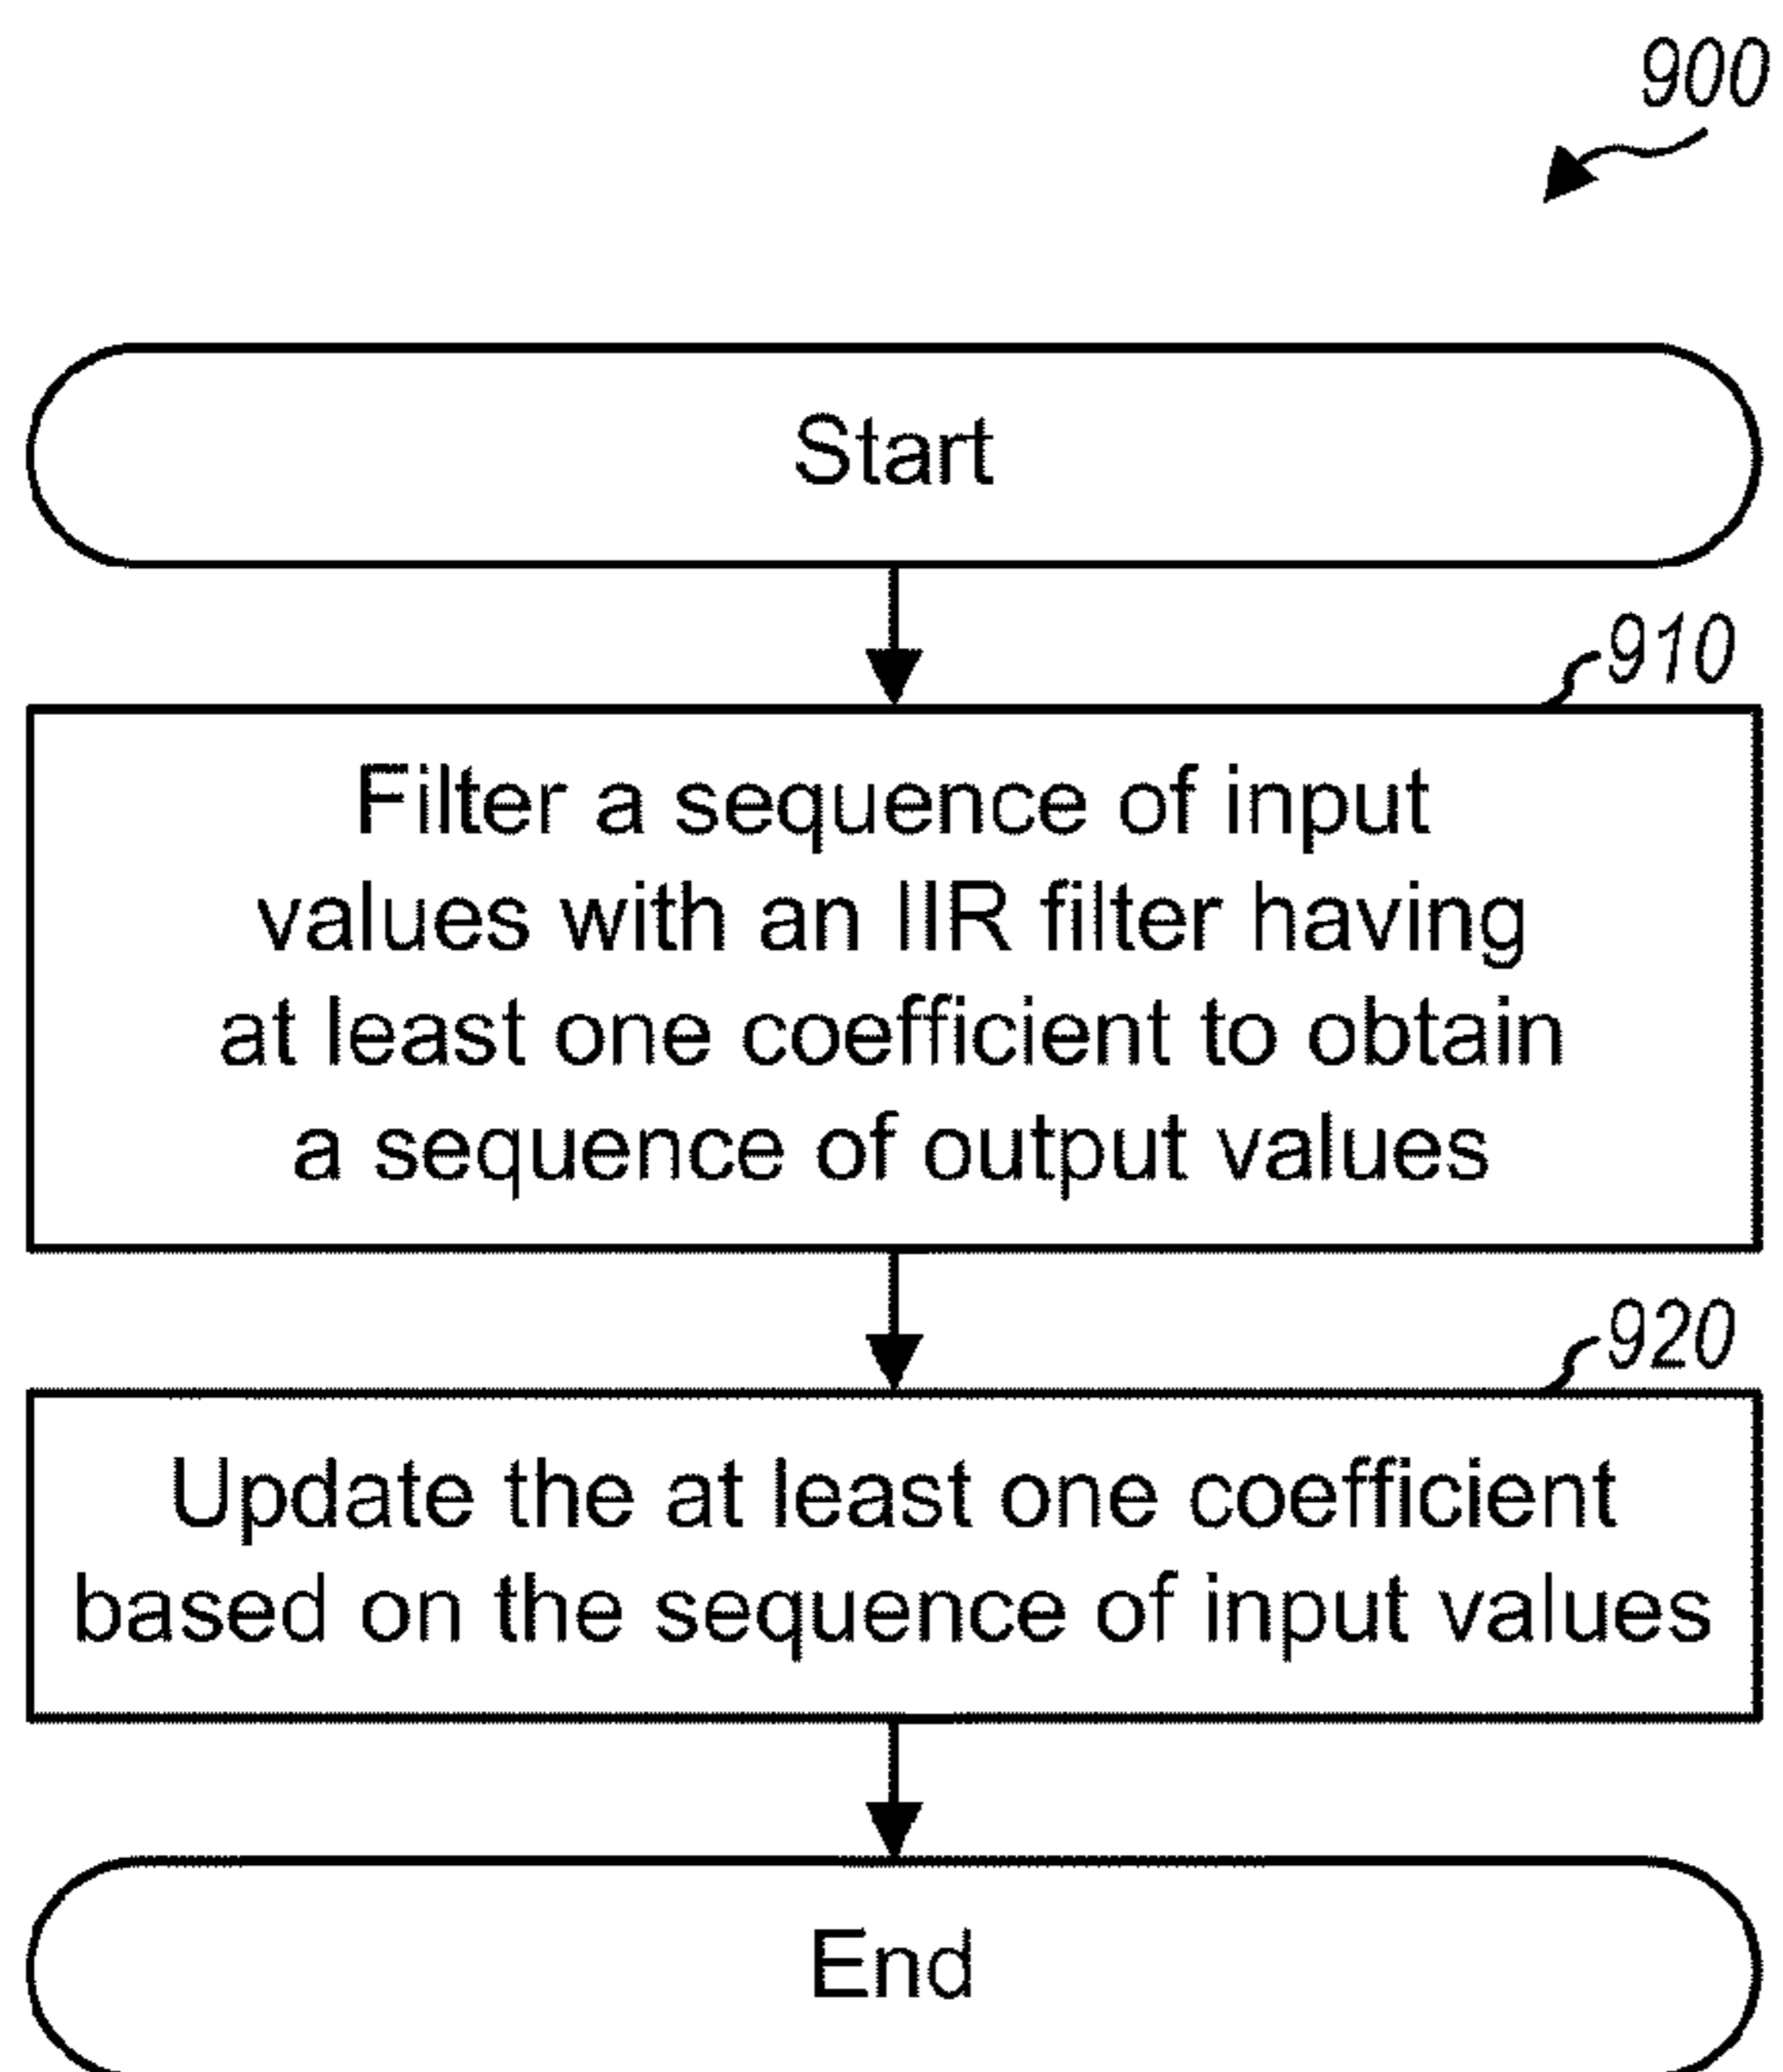 900
Start
910
Filter a sequence of input
values with an IIR filter having
at least one coefficient to obtain
a sequence of output values
920
Update the at least one coefficient
based on the sequence of input values
End